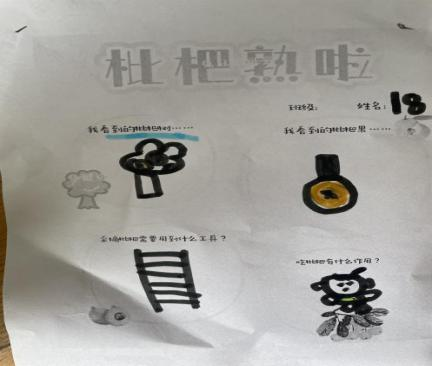 枇杷熟啦
班级: 姓名: 18
我看到的枇杷树……
我看到的枇杷果……
采摘枇杷需要用到什么工具？
吃枇杷有什么作用？